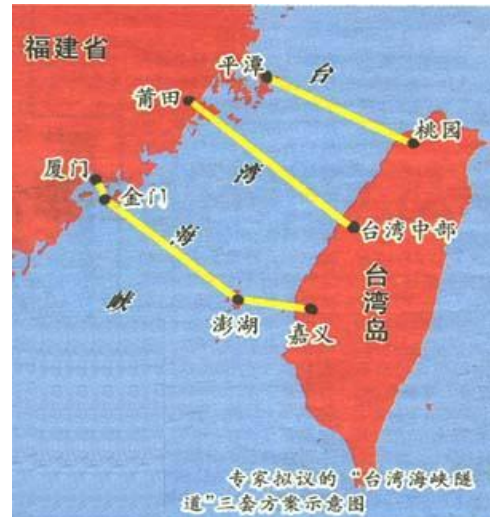 福建省
平潭
台
莆田
桃园
湾
厦门
金门
海
台湾中部
峡
澎湖
嘉义
台湾岛
专家拟议的“台湾海峡隧
道”三套方案示意图